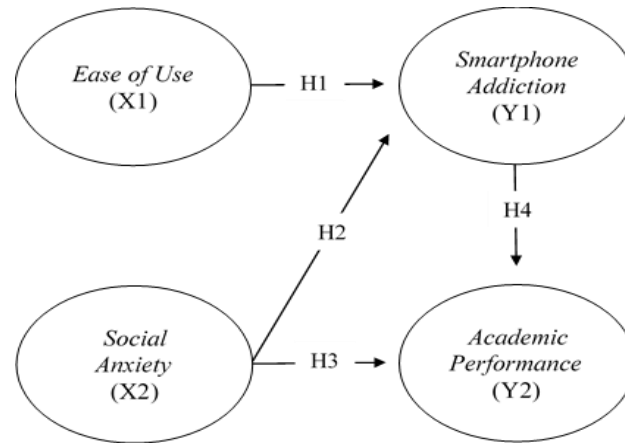 Ease of Use
(X1)
H1
Smartphone
Addiction
(Y1)
H2
H4
Social
Anxiety
(X2)
H3
Academic
Performance
(Y2)